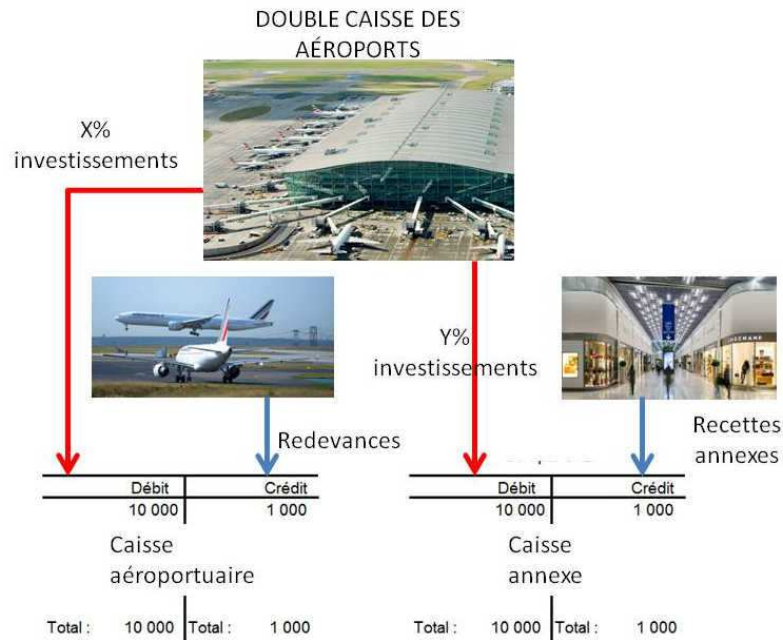 DOUBLE CAISSE DES
AÉROPORTS
X%
investissements
Y%
investissements
Redevances
Recettes
annexes
Débit Crédit
10 000 1 000
Caisse
aéroportuaire
Total : 10 000 Total : 1 000
Débit Crédit
10 000 1 000
Caisse
annexe
Total : 10 000 Total : 1 000